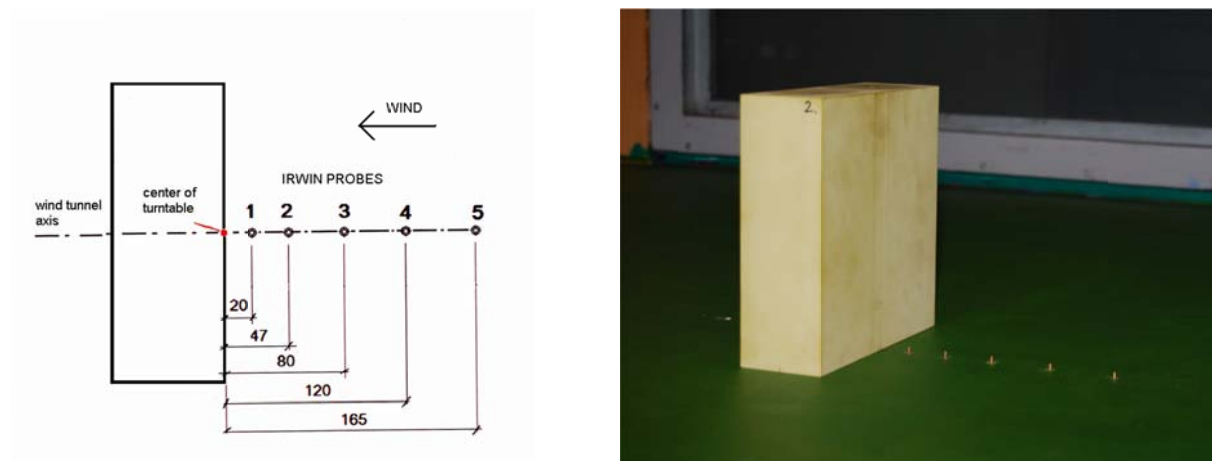 WIND
IRWIN PROBES
center of
turntable
wind tunnel
axis
1 2 3 4 5
20
47
80
120
165
2.